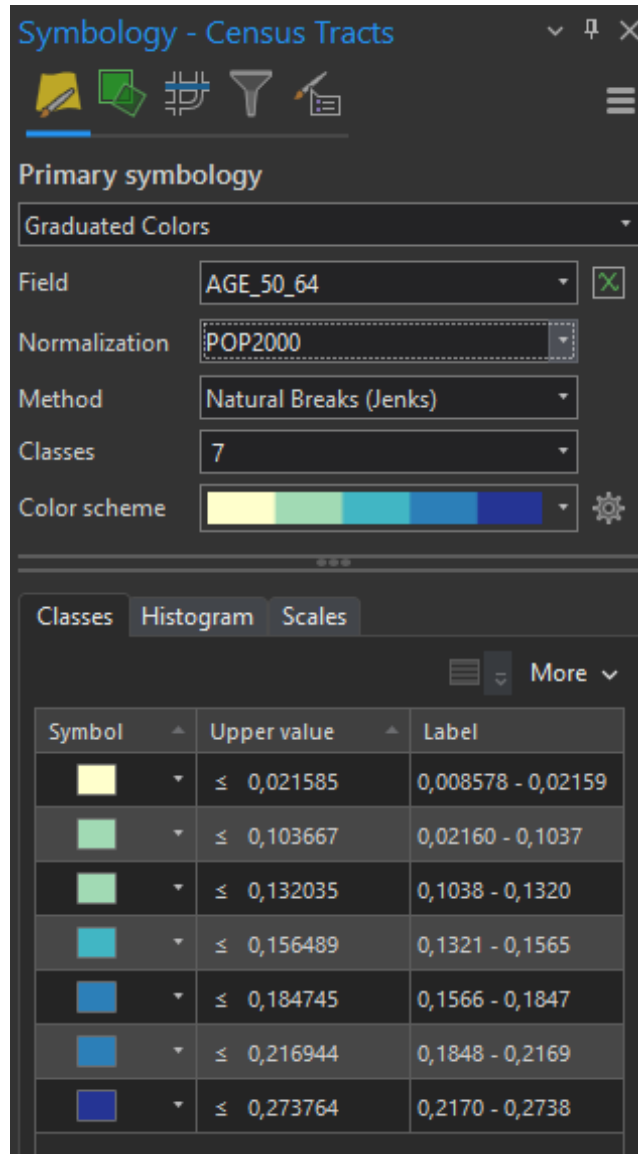 Symbology - Census Tracts
Primary symbology
Graduated Colors
Field AGE_50_64
Normalization POP2000
Method Natural Breaks (Jenks)
Classes 7
Color scheme
Classes Histogram Scales
More
Symbol Upper value Label
≤ 0,021585 0,008578 - 0,02159
≤ 0,103667 0,02160 - 0,1037
≤ 0,132035 0,1038 - 0,1320
≤ 0,156489 0,1321 - 0,1565
≤ 0,184745 0,1566 - 0,1847
≤ 0,216944 0,1848 - 0,2169
≤ 0,273764 0,2170 - 0,2738